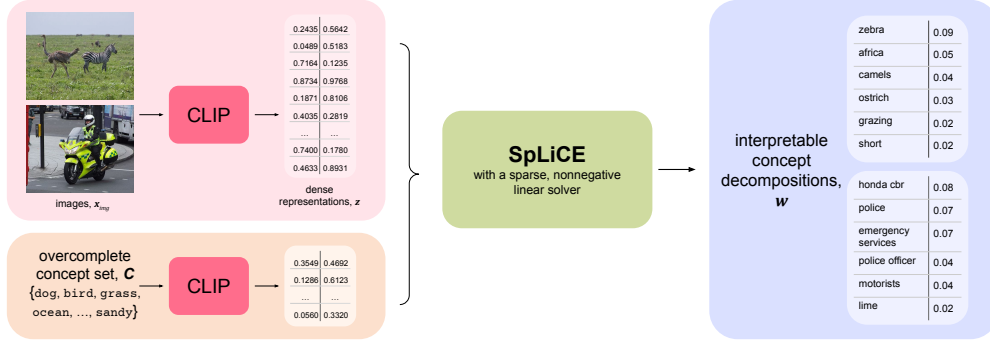 CLIP
images, x_img
0.2435 0.5642
0.0489 0.5183
0.7164 0.1235
0.8734 0.9768
0.1871 0.8106
0.4035 0.2819
... ...
0.7400 0.1780
0.4633 0.8931
dense
representations, z
overcomplete
concept set, C
{dog, bird, grass,
ocean, …, sandy}
CLIP
0.3549 0.4692
0.1286 0.6123
... ...
0.0560 0.3320
SpLiCE
with a sparse, nonnegative
linear solver
interpretable
concept
decompositions,
w
zebra 0.09
africa 0.05
camels 0.04
ostrich 0.03
grazing 0.02
short 0.02
honda cbr 0.08
police 0.07
emergency
services 0.07
police officer 0.04
motorists 0.04
lime 0.02